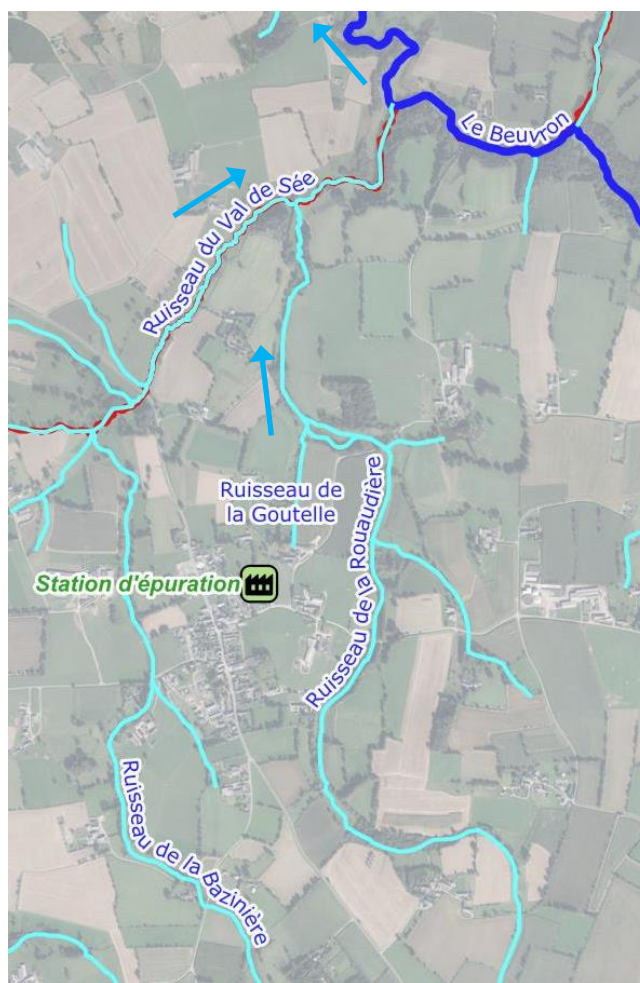 Le Beuvron
Ruisseau du Val de Sée
Ruisseau de
la Goutelle
Ruisseau de la Rouaudière
Station d'épuration
Ruisseau de la Bazinière